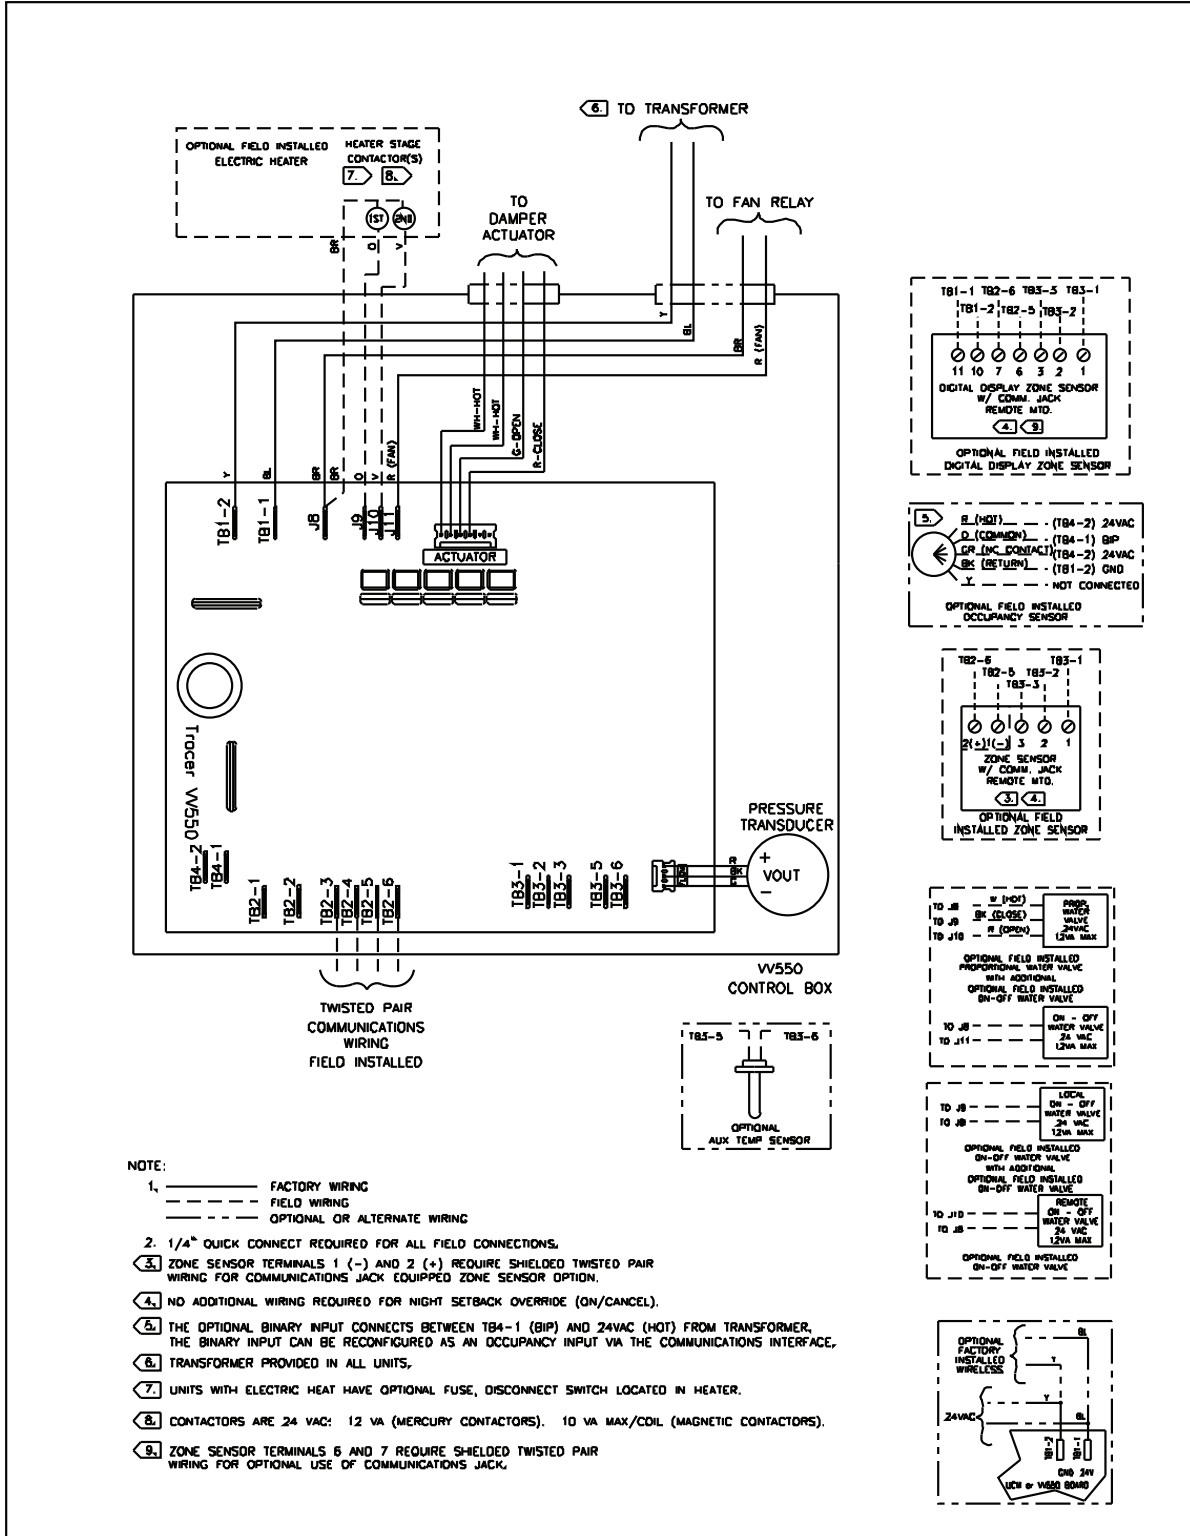 6. TO TRANSFORMER
OPTIONAL FIELD INSTALLED
ELECTRIC HEATER
HEATER STAGE
CONTACTOR(S)
7. 8.
1ST 2ND
BR O V
TO
DAMPER
ACTUATOR
TO FAN RELAY
Y
BL
BR
R (FAN)
WH-HOT
WH-HOT
G-OPEN
R-CLOSE
Y
BL
BR
BR
O
V
R (FAN)
TB1-2
TB1-1
J8
J9
J10
J11
ACTUATOR
Tracer VV550
TB4-2
TB4-1
TB2-1
TB2-2
TB2-3
TB2-4
TB2-5
TB2-6
TB3-1
TB3-2
TB3-3
TB3-5
TB3-6
PRESSURE
TRANSDUCER
+
VOUT
-
VV550
CONTROL BOX
TWISTED PAIR
COMMUNICATIONS
WIRING
FIELD INSTALLED
TB3-5 TB3-6
OPTIONAL
AUX TEMP SENSOR
TB1-1 TB2-6 TB3-3 TB3-1
TB1-2 TB2-5 TB3-2
11 10 7 6 3 2 1
DIGITAL DISPLAY ZONE SENSOR
W/ COMM. JACK
REMOTE MTD.
4. 9.
OPTIONAL FIELD INSTALLED
DIGITAL DISPLAY ZONE SENSOR
5.
R (HOT) (TB4-2) 24VAC
O (COMMON) (TB4-1) BIP
GR (NC CONTACT) (TB4-2) 24VAC
BK (RETURN) (TB1-2) GND
Y NOT CONNECTED
OPTIONAL FIELD INSTALLED
OCCUPANCY SENSOR
TB2-6 TB3-1
TB2-5 TB3-2
TB3-3
2(+) 1(-) 3 2 1
ZONE SENSOR
W/ COMM. JACK
REMOTE MTD.
3. 4.
OPTIONAL FIELD
INSTALLED ZONE SENSOR
TO J8 W (HOT)
TO J9 BK (CLOSE)
TO J10 R (OPEN)
PROP.
WATER
VALVE
24VAC
12VA MAX
OPTIONAL FIELD INSTALLED
PROPORTIONAL WATER VALVE
WITH ADDITIONAL
OPTIONAL FIELD INSTALLED
ON-OFF WATER VALVE
TO J8
TO J11
ON - OFF
WATER VALVE
24 VAC
12VA MAX
TO J9
TO J8
LOCAL
ON - OFF
WATER VALVE
24 VAC
12VA MAX
OPTIONAL FIELD INSTALLED
ON-OFF WATER VALVE
WITH ADDITIONAL
OPTIONAL FIELD INSTALLED
ON-OFF WATER VALVE
TO J10
TO J8
REMOTE
ON - OFF
WATER VALVE
24 VAC
12VA MAX
OPTIONAL FIELD INSTALLED
ON-OFF WATER VALVE
OPTIONAL
FACTORY
INSTALLED
WIRELESS
BL
Y
Y
24VAC
BL
TB1-2
TB1-1
GND 24V
UCM or VV550 BOARD
NOTE:
1. FACTORY WIRING
FIELD WIRING
OPTIONAL OR ALTERNATE WIRING
2. 1/4" QUICK CONNECT REQUIRED FOR ALL FIELD CONNECTIONS.
3. ZONE SENSOR TERMINALS 1 (-) AND 2 (+) REQUIRE SHIELDED TWISTED PAIR
WIRING FOR COMMUNICATIONS JACK EQUIPPED ZONE SENSOR OPTION.
4. NO ADDITIONAL WIRING REQUIRED FOR NIGHT SETBACK OVERRIDE (ON/CANCEL).
5. THE OPTIONAL BINARY INPUT CONNECTS BETWEEN TB4-1 (BIP) AND 24VAC (HOT) FROM TRANSFORMER.
THE BINARY INPUT CAN BE RECONFIGURED AS AN OCCUPANCY INPUT VIA THE COMMUNICATIONS INTERFACE.
6. TRANSFORMER PROVIDED IN ALL UNITS.
7. UNITS WITH ELECTRIC HEAT HAVE OPTIONAL FUSE, DISCONNECT SWITCH LOCATED IN HEATER.
8. CONTACTORS ARE 24 VAC: 12 VA (MERCURY CONTACTORS). 10 VA MAX/COIL (MAGNETIC CONTACTORS).
9. ZONE SENSOR TERMINALS 6 AND 7 REQUIRE SHIELDED TWISTED PAIR
WIRING FOR OPTIONAL USE OF COMMUNICATIONS JACK.